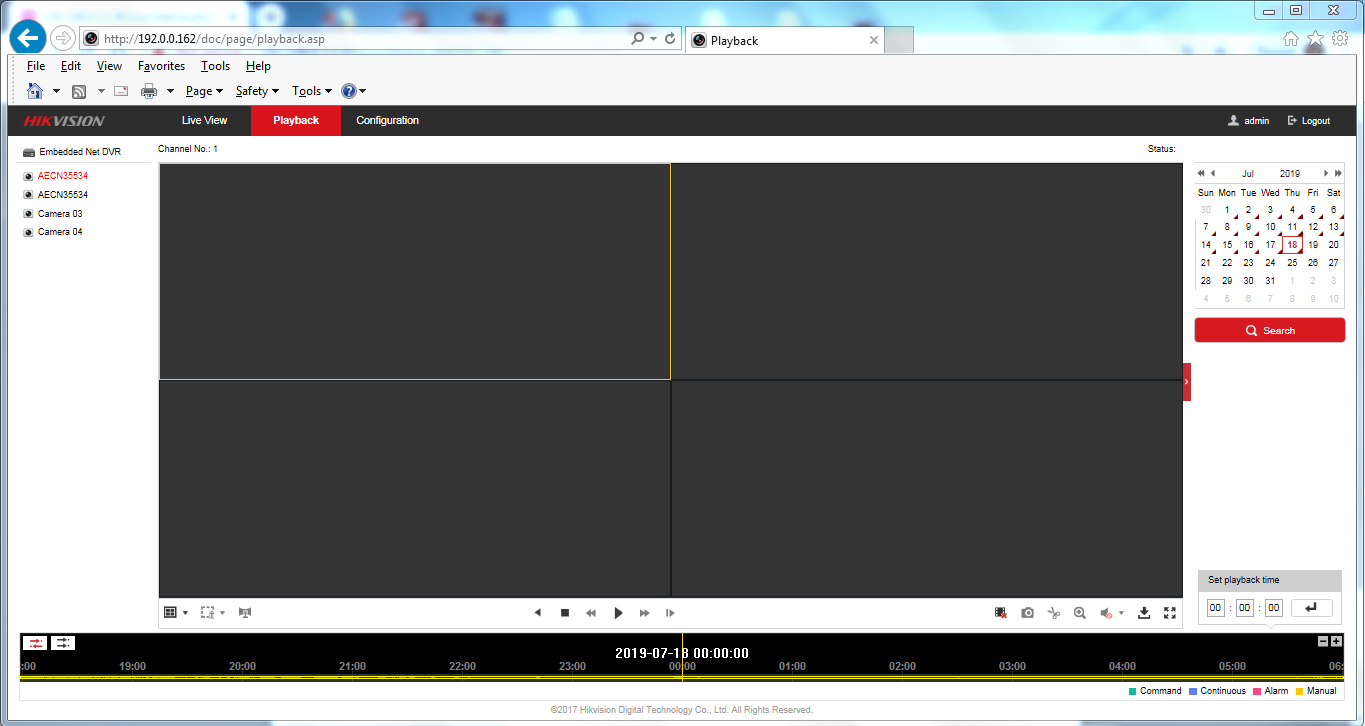 http://192.0.0.162/doc/page/playback.asp
Playback
File Edit View Favorites Tools Help
Page Safety Tools
HIKVISION Live View Playback Configuration admin Logout
Embedded Net DVR
Channel No.: 1
Status:
AECN35534
AECN35534
Camera 03
Camera 04
Jul 2019
Sun Mon Tue Wed Thu Fri Sat
30 1 2 3 4 5 6
7 8 9 10 11 12 13
14 15 16 17 18 19 20
21 22 23 24 25 26 27
28 29 30 31 1 2 3
4 5 6 7 8 9 10
Search
Set playback time
00 : 00 : 00
2019-07-18 00:00:00
:00 19:00 20:00 21:00 22:00 23:00 00:00 01:00 02:00 03:00 04:00 05:00 06:
Command Continuous Alarm Manual
©2017 Hikvision Digital Technology Co., Ltd. All Rights Reserved.